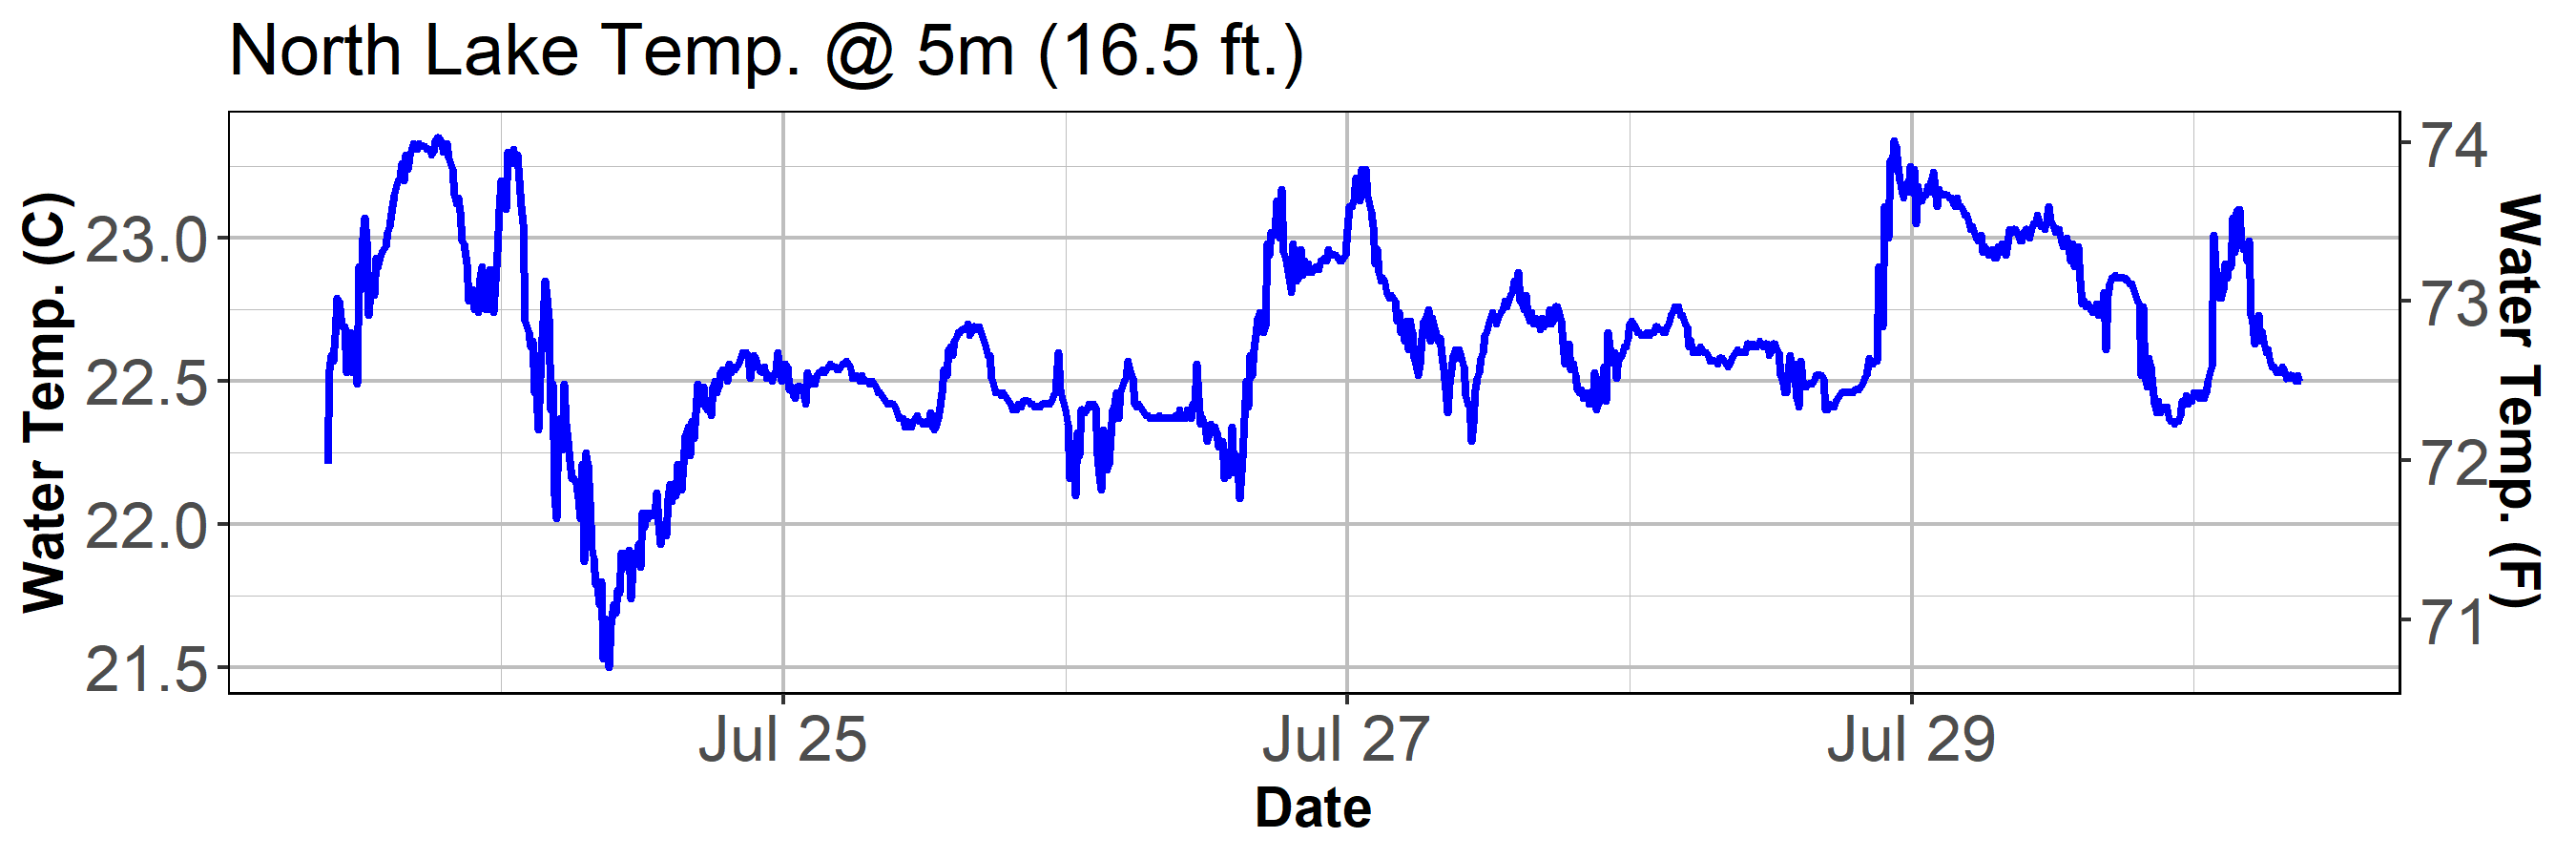 North Lake Temp. @ 5m (16.5 ft.)
Water Temp. (C)
23.0
22.5
22.0
21.5
74
73
72
71
Water Temp. (F)
Jul 25 Jul 27 Jul 29
Date